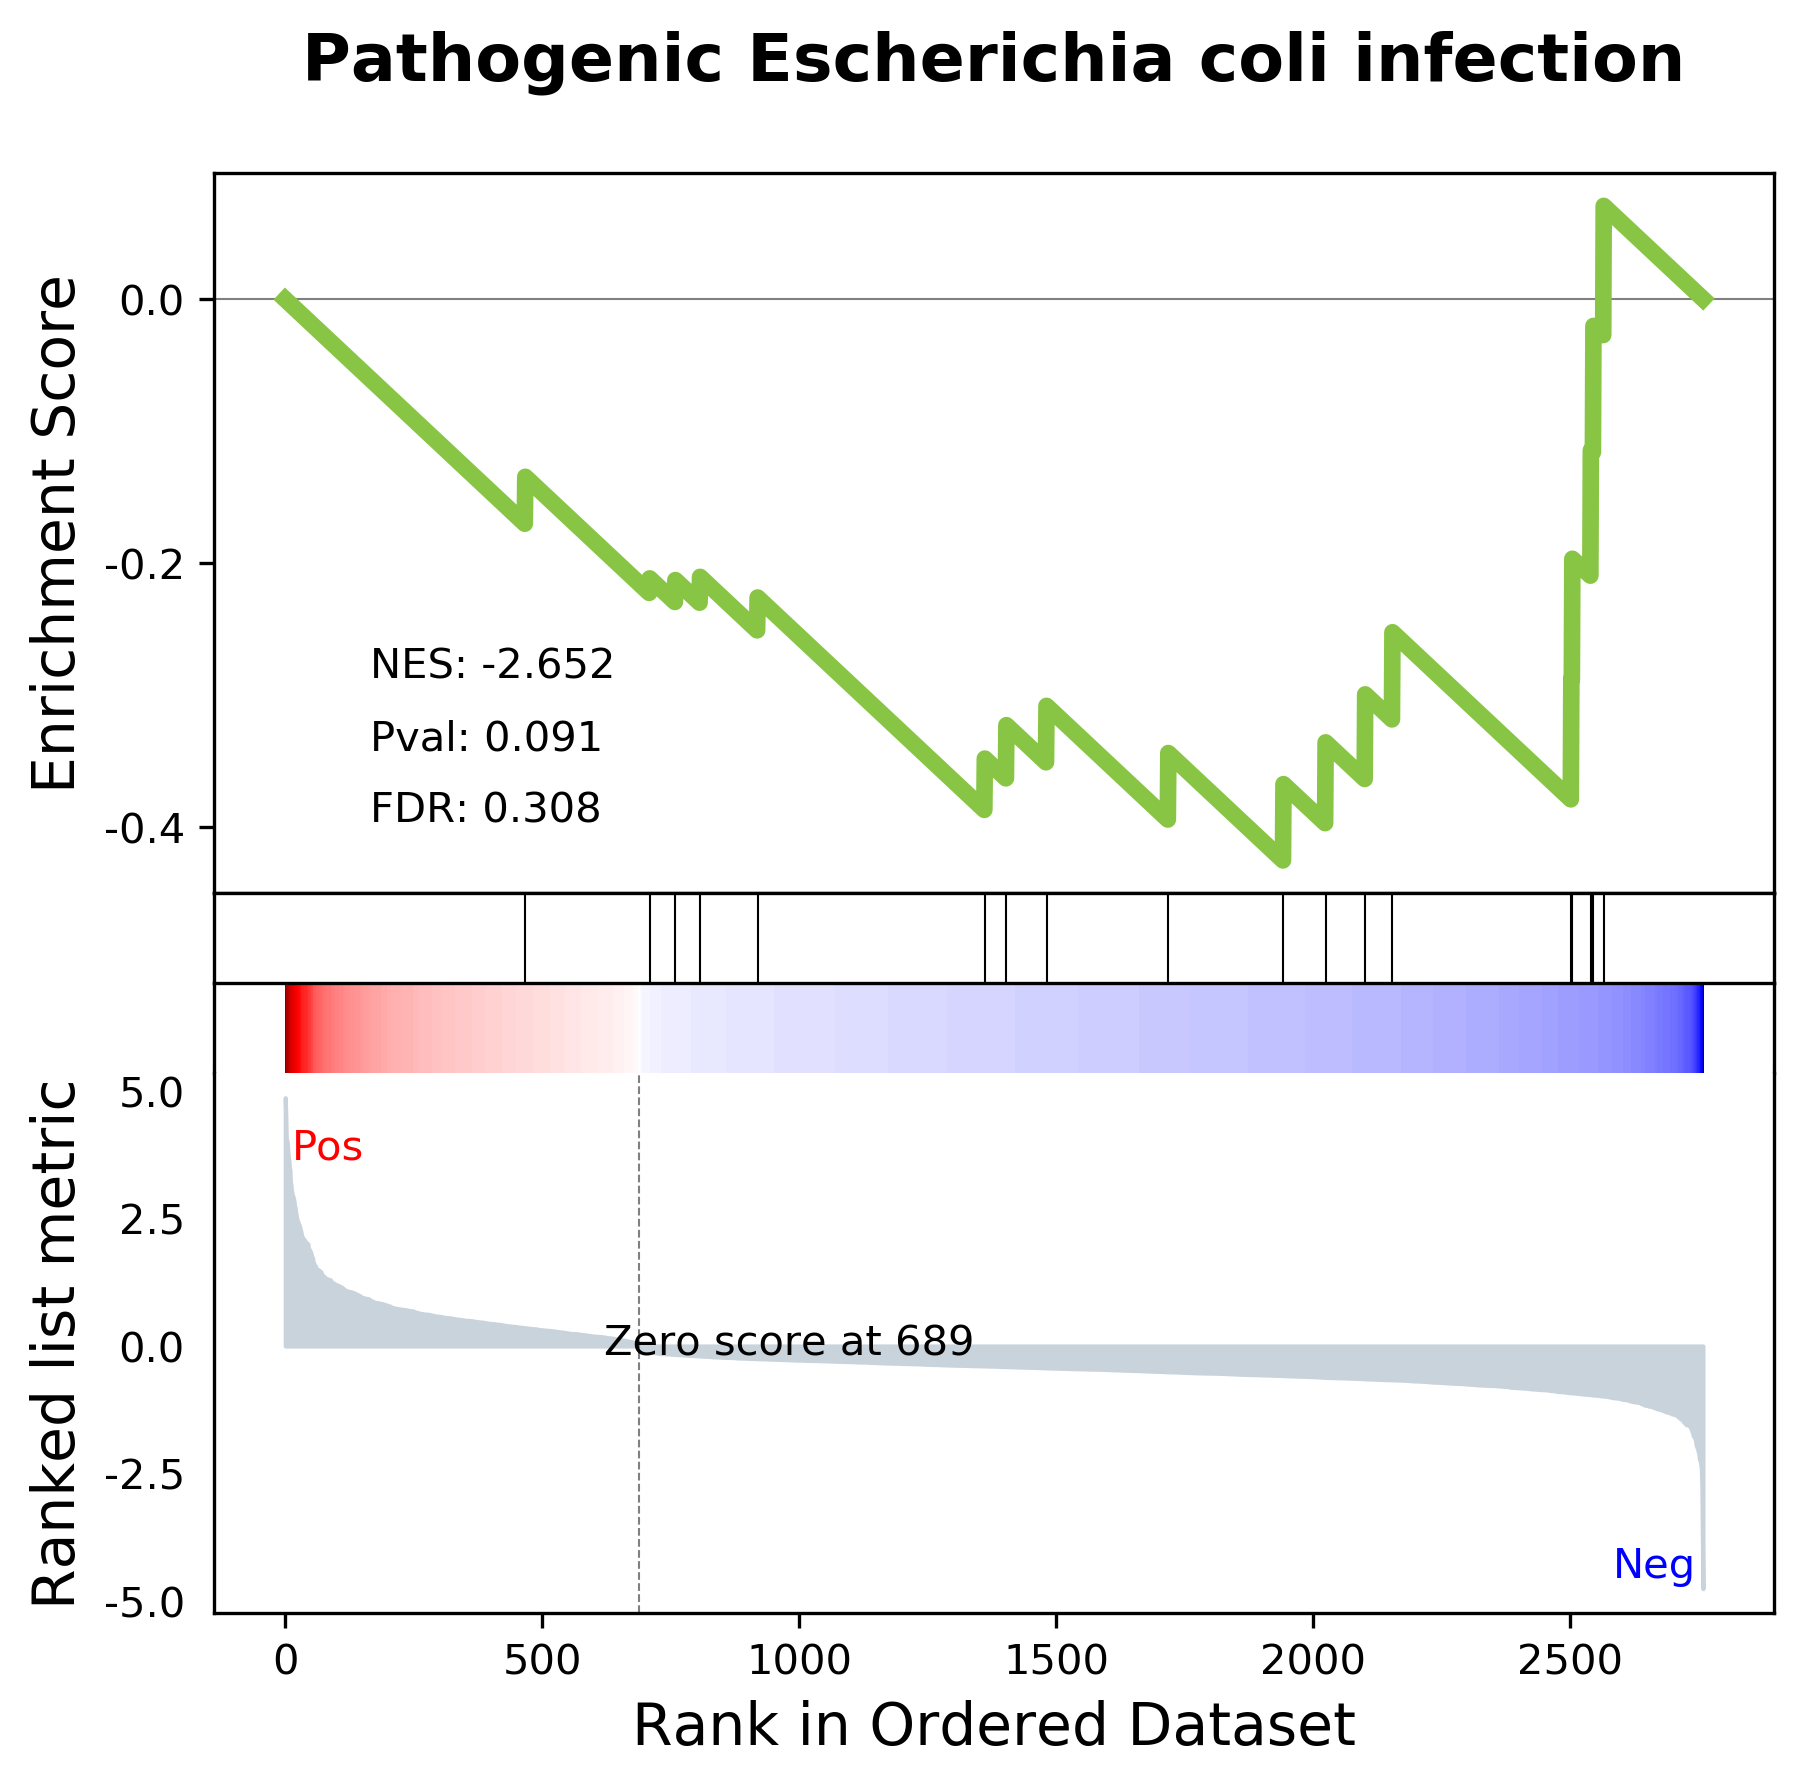 Pathogenic Escherichia coli infection
Enrichment Score
0.0
-0.2
-0.4
NES: -2.652
Pval: 0.091
FDR: 0.308
Ranked list metric
5.0
2.5
0.0
-2.5
-5.0
Pos
Zero score at 689
Neg
0 500 1000 1500 2000 2500
Rank in Ordered Dataset